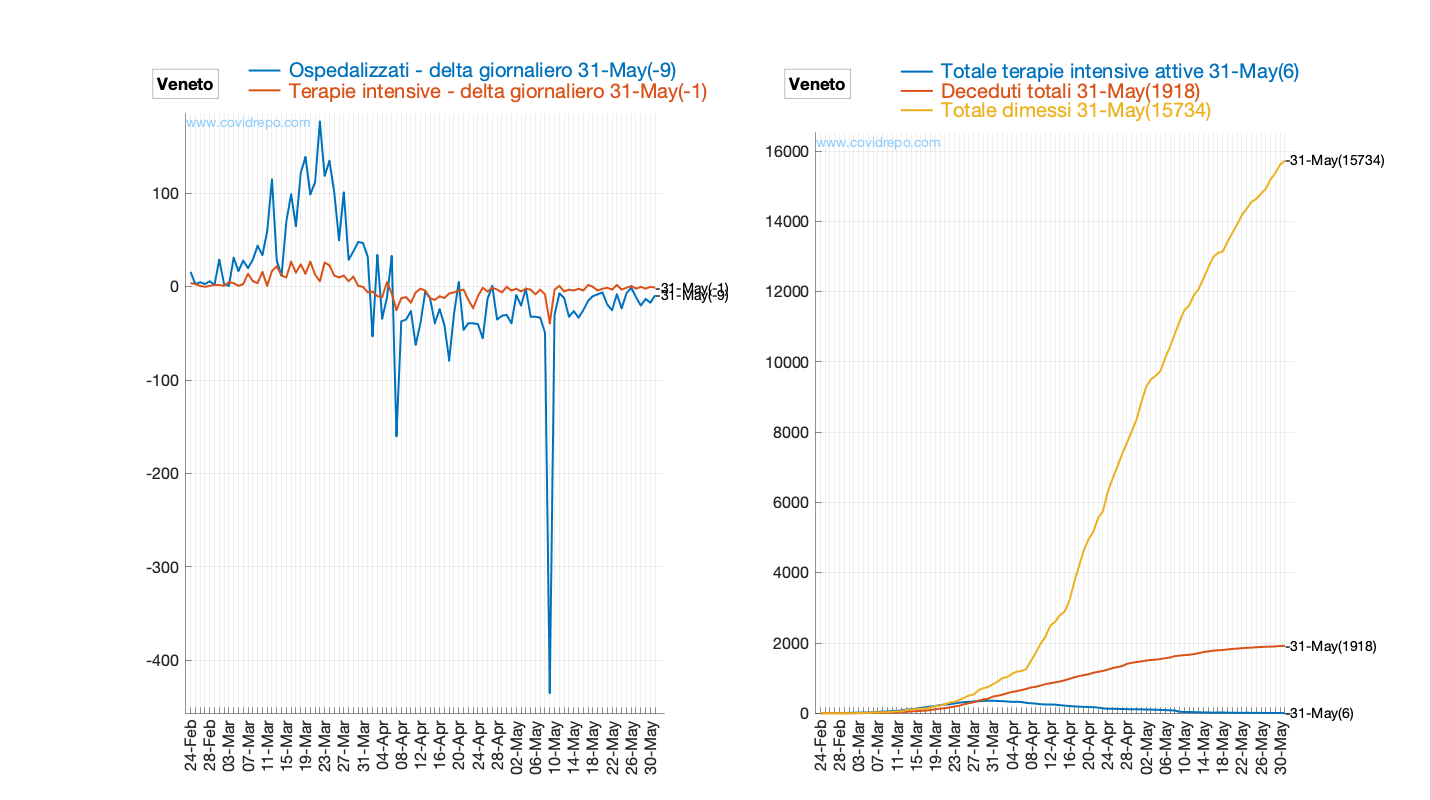 Veneto
Ospedalizzati - delta giornaliero 31-May(-9)
Terapie intensive - delta giornaliero 31-May(-1)
www.covidrepo.com
100
0
-100
-200
-300
-400
-31-May(-1)
-31-May(-9)
24-Feb
28-Feb
03-Mar
07-Mar
11-Mar
15-Mar
19-Mar
23-Mar
27-Mar
31-Mar
04-Apr
08-Apr
12-Apr
16-Apr
20-Apr
24-Apr
28-Apr
02-May
06-May
10-May
14-May
18-May
22-May
26-May
30-May
Veneto
Totale terapie intensive attive 31-May(6)
Deceduti totali 31-May(1918)
Totale dimessi 31-May(15734)
www.covidrepo.com
16000
14000
12000
10000
8000
6000
4000
2000
0
-31-May(15734)
-31-May(1918)
-31-May(6)
24-Feb
28-Feb
03-Mar
07-Mar
11-Mar
15-Mar
19-Mar
23-Mar
27-Mar
31-Mar
04-Apr
08-Apr
12-Apr
16-Apr
20-Apr
24-Apr
28-Apr
02-May
06-May
10-May
14-May
18-May
22-May
26-May
30-May